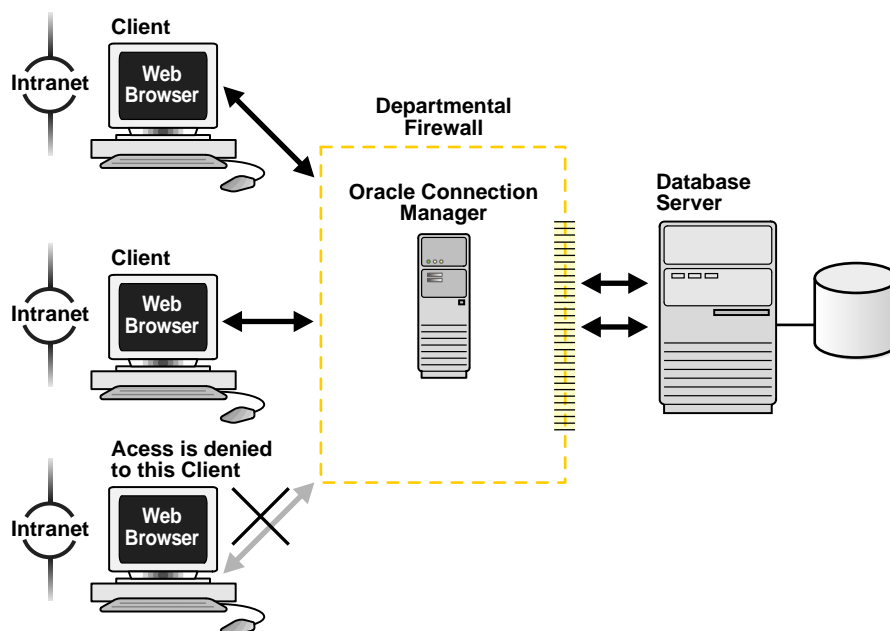 Client
Intranet
Web
Browser
Departmental
Firewall
Oracle Connection
Manager
Database
Server
Client
Intranet
Web
Browser
Acess is denied
to this Client
Intranet
Web
Browser